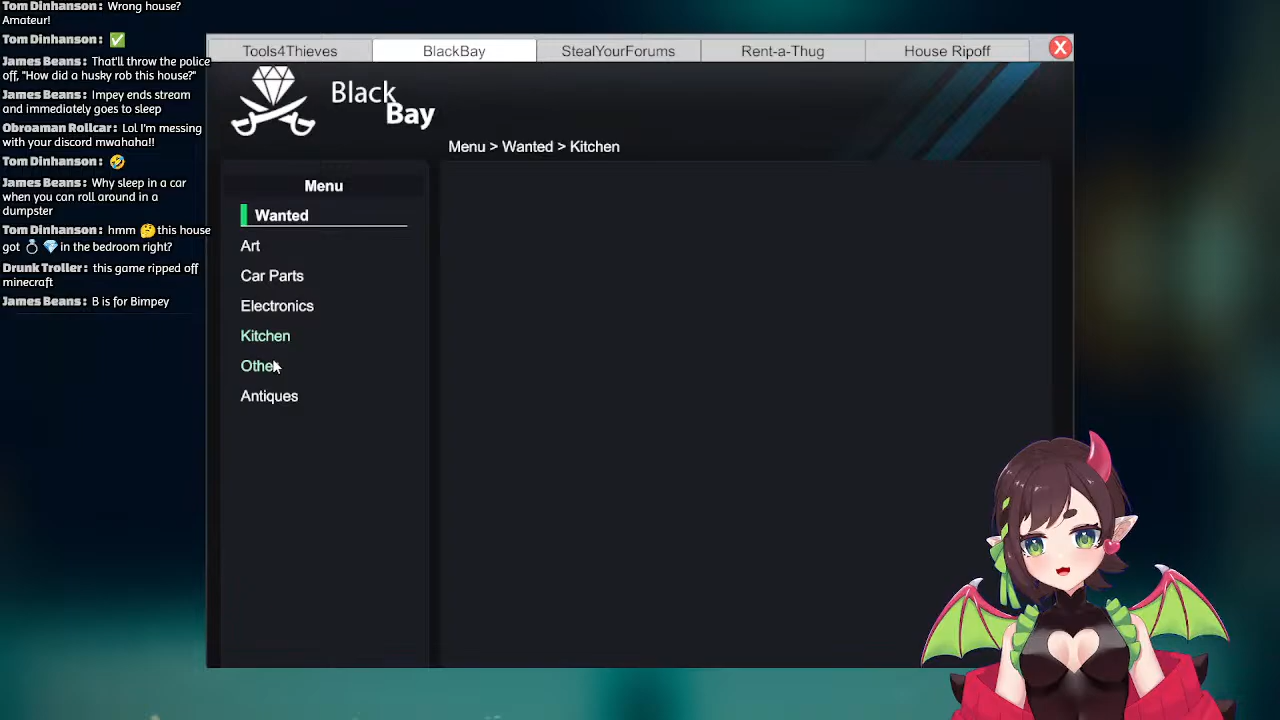 Tom Dinhanson: Wrong house?
Amateur!
Tom Dinhanson: ✅
James Beans: That'll throw the police
off, "How did a husky rob this house?"
James Beans: Impey ends stream
and immediately goes to sleep
Obroaman Rollcar: Lol I'm messing
with your discord mwahaha!!
Tom Dinhanson: 🤣
James Beans: Why sleep in a car
when you can roll around in a
dumpster
Tom Dinhanson: hmm 🤔 this house
got 💍 💎 in the bedroom right?
Drunk Troller: this game ripped off
minecraft
James Beans: B is for Bimpey
Tools4Thieves
BlackBay
StealYourForums
Rent-a-Thug
House Ripoff
X
Black
Bay
Menu > Wanted > Kitchen
Menu
Wanted
Art
Car Parts
Electronics
Kitchen
Other
Antiques